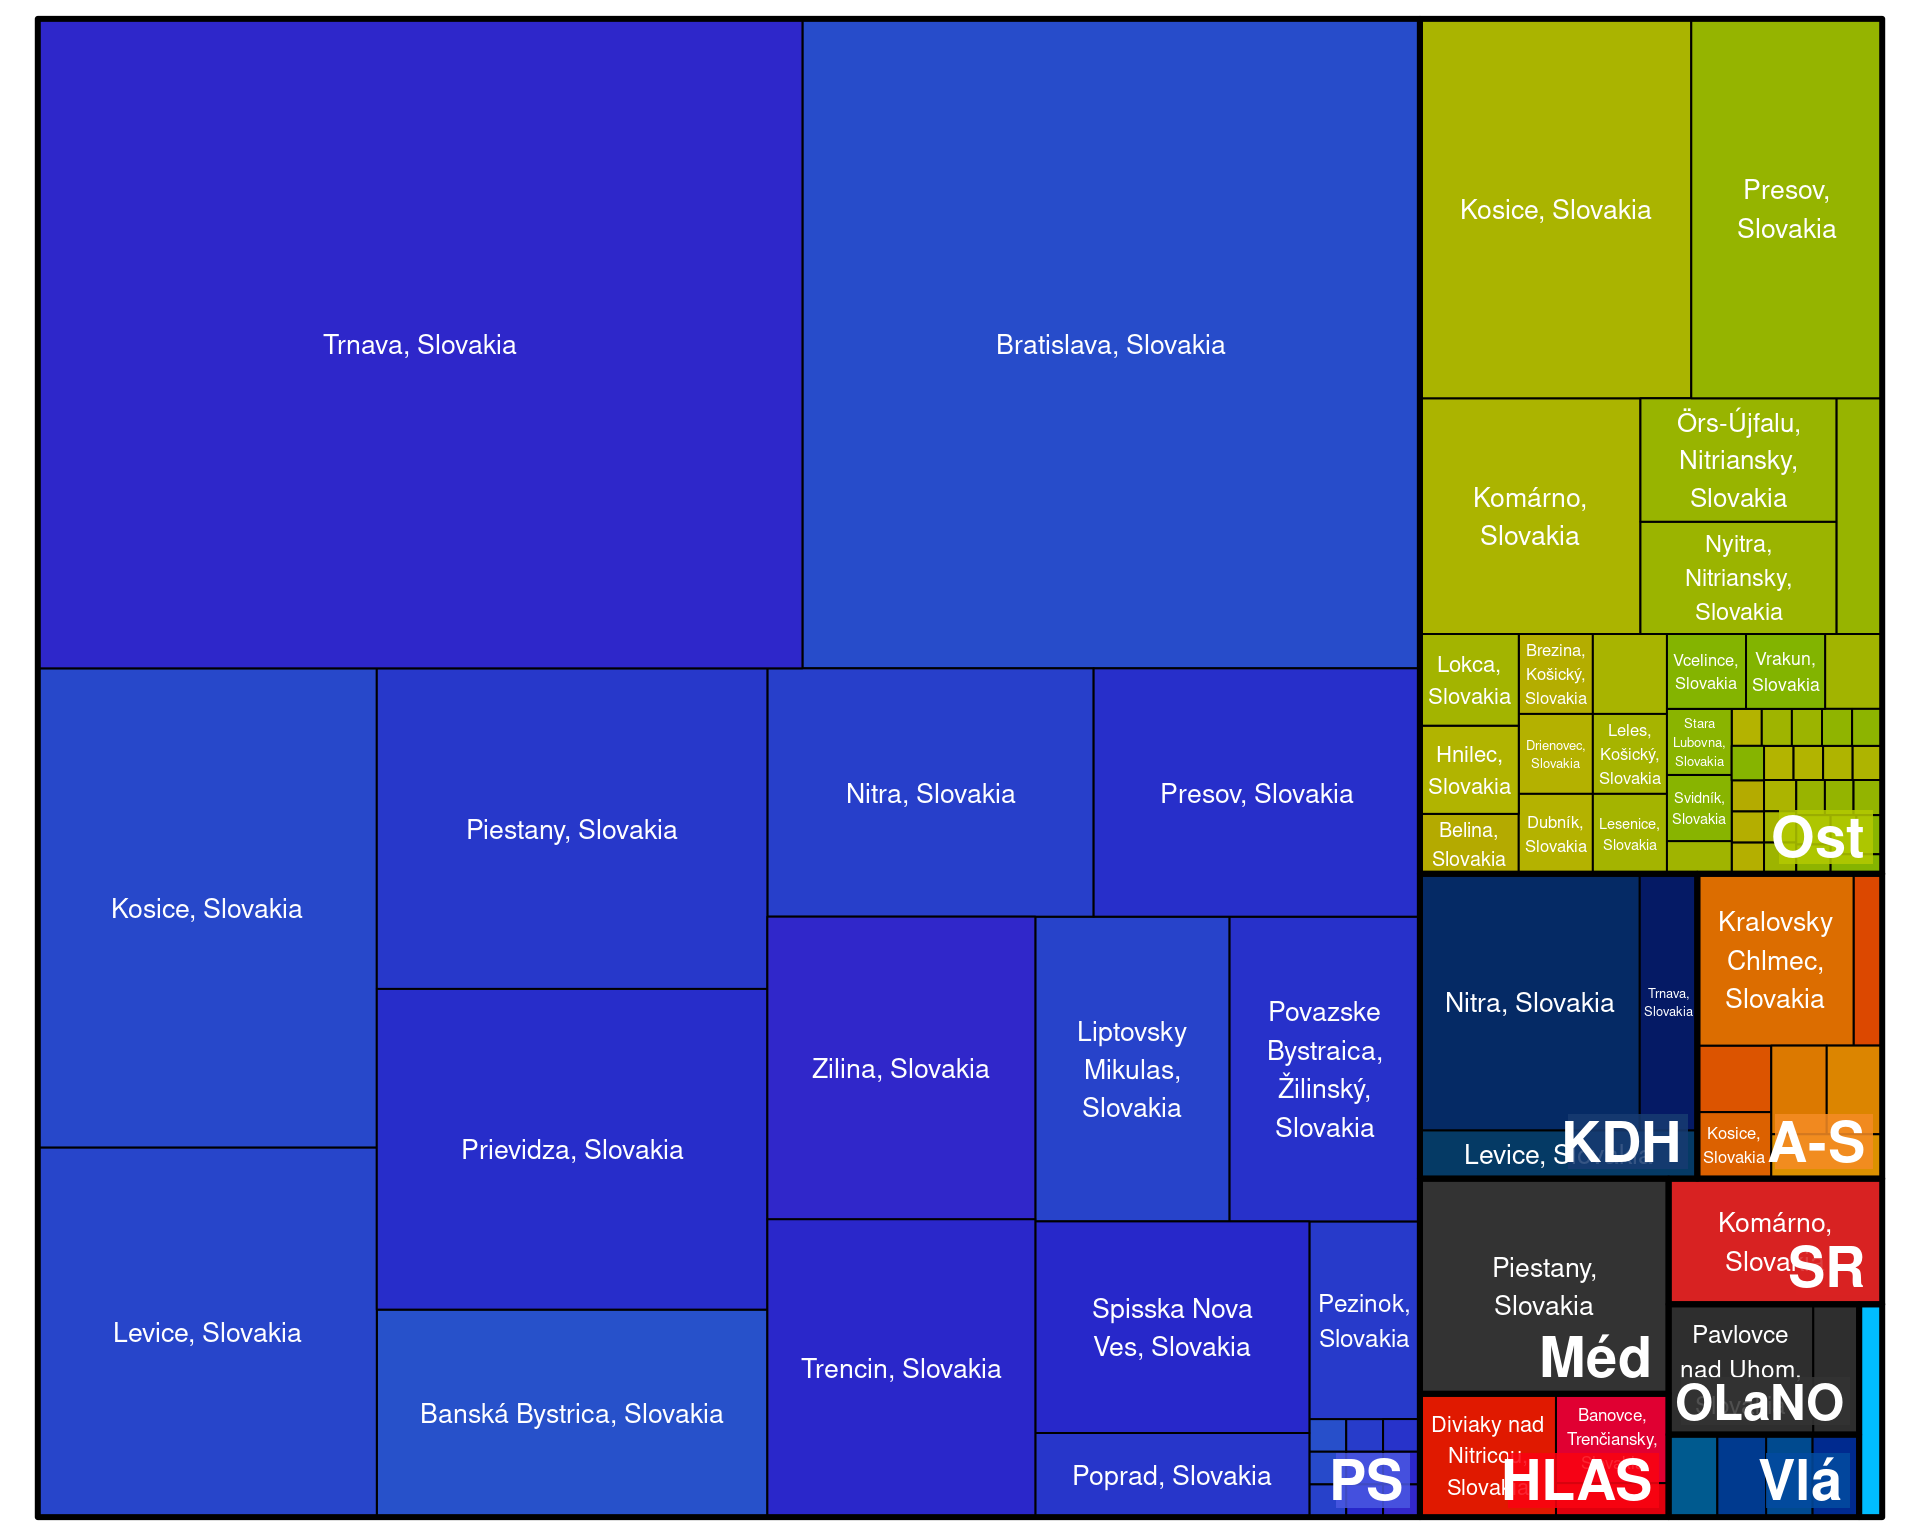 Trnava, Slovakia
Bratislava, Slovakia
Kosice, Slovakia
Levice, Slovakia
Piestany, Slovakia
Prievidza, Slovakia
Banská Bystrica, Slovakia
Nitra, Slovakia
Presov, Slovakia
Zilina, Slovakia
Trencin, Slovakia
Liptovsky
Mikulas,
Slovakia
Povazske
Bystraica,
Žilinský,
Slovakia
Spisska Nova
Ves, Slovakia
Poprad, Slovakia
Pezinok,
Slovakia
PS
Kosice, Slovakia
Presov,
Slovakia
Komárno,
Slovakia
Örs-Újfalu,
Nitriansky,
Slovakia
Nyitra,
Nitriansky,
Slovakia
Lokca,
Slovakia
Hnilec,
Slovakia
Belina,
Slovakia
Brezina,
Košický,
Slovakia
Drienovec,
Slovakia
Dubník,
Slovakia
Leles,
Košický,
Slovakia
Lesenice,
Slovakia
Vcelince,
Slovakia
Vrakun,
Slovakia
Stara
Lubovna,
Slovakia
Svidník,
Slovakia
Ost
Nitra, Slovakia
Trnava,
Slovakia
Levice, Slovakia
KDH
Kralovsky
Chlmec,
Slovakia
Kosice,
Slovakia
A-S
Piestany,
Slovakia
Méd
Komárno,
Slovakia
SR
Pavlovce
nad Uhom,
OLaNO
Diviaky nad
Nitricou,
Slovakia
Banovce,
Trenčiansky,
HLAS
Vlá